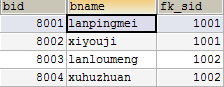 bid bname fk_sid
8001 lanpingmei 1001
8002 xiyouji 1001
8003 lanloumeng 1002
8004 xuhuzhuan 1002